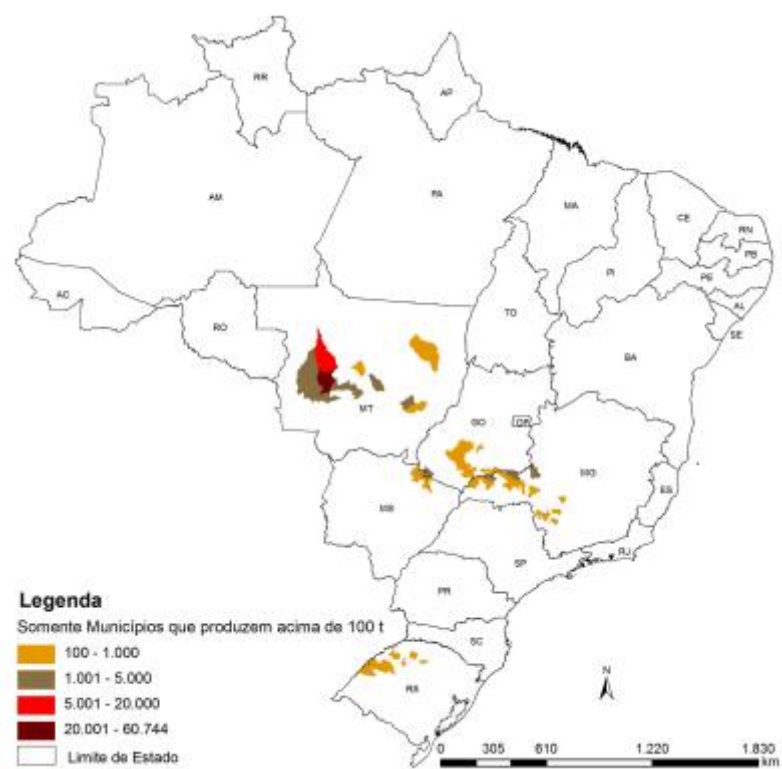 RR
AP
AM
PA
MA
CE
RN
PB
PE
AL
SE
PI
AC
TO
RO
BA
MT
GO
DF
MG
ES
MS
SP
RJ
PR
SC
RS
Legenda
Somente Municípios que produzem acima de 100 t
100 - 1.000
1.001 - 5.000
5.001 - 20.000
20.001 - 60.744
Limite de Estado
N
0 305 610 1.220 1.830
km